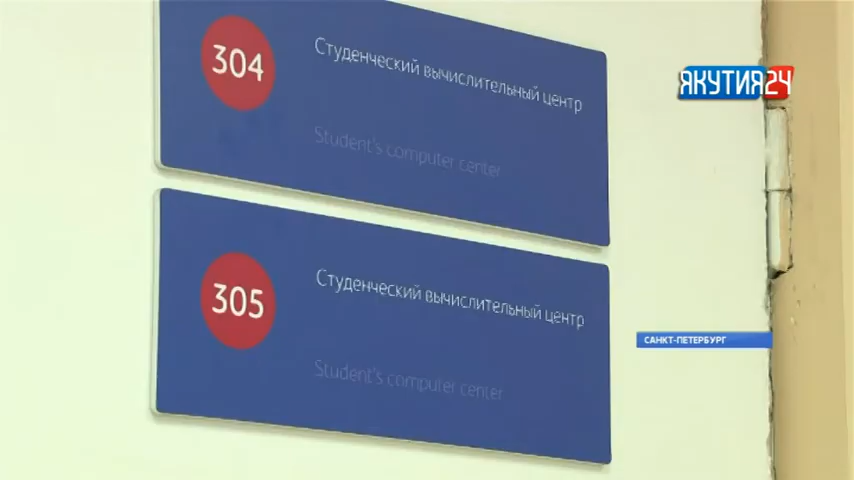 304
Студенческий вычислительный центр
Student's computer center
ЯКУТИЯ24
305
Студенческий вычислительный центр
Student's computer center
САНКТ-ПЕТЕРБУРГ